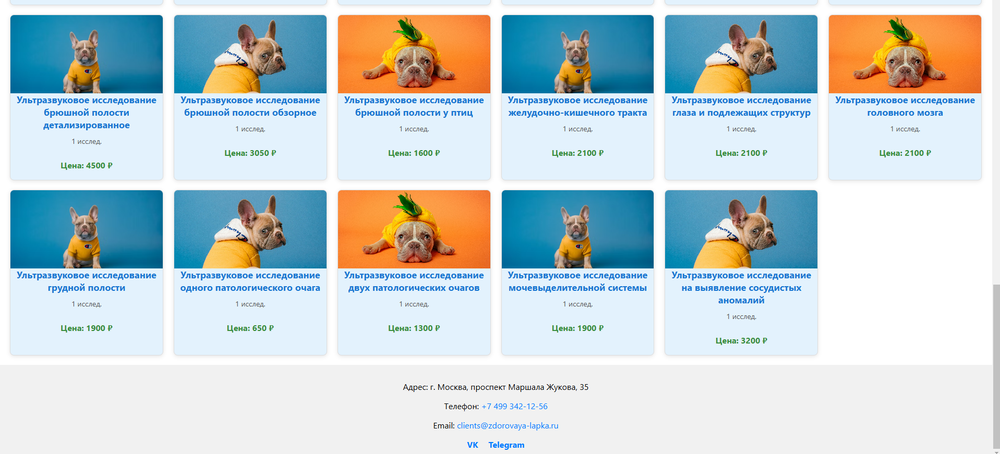 Ультразвуковое исследование
брюшной полости
детализированное
1 исслед.
Цена: 4500 ₽
Ультразвуковое исследование
брюшной полости обзорное
1 исслед.
Цена: 3050 ₽
Ультразвуковое исследование
брюшной полости у птиц
1 исслед.
Цена: 1600 ₽
Ультразвуковое исследование
желудочно-кишечного тракта
1 исслед.
Цена: 2100 ₽
Ультразвуковое исследование
глаза и подлежащих структур
1 исслед.
Цена: 2100 ₽
Ультразвуковое исследование
головного мозга
1 исслед.
Цена: 2100 ₽
Ультразвуковое исследование
грудной полости
1 исслед.
Цена: 1900 ₽
Ультразвуковое исследование
одного патологического очага
1 исслед.
Цена: 650 ₽
Ультразвуковое исследование
двух патологических очагов
1 исслед.
Цена: 1300 ₽
Ультразвуковое исследование
мочевыделительной системы
1 исслед.
Цена: 1900 ₽
Ультразвуковое исследование
на выявление сосудистых
аномалий
1 исслед.
Цена: 3200 ₽
Адрес: г. Москва, проспект Маршала Жукова, 35
Телефон: +7 499 342-12-56
Email: clients@zdorovaya-lapka.ru
VK Telegram